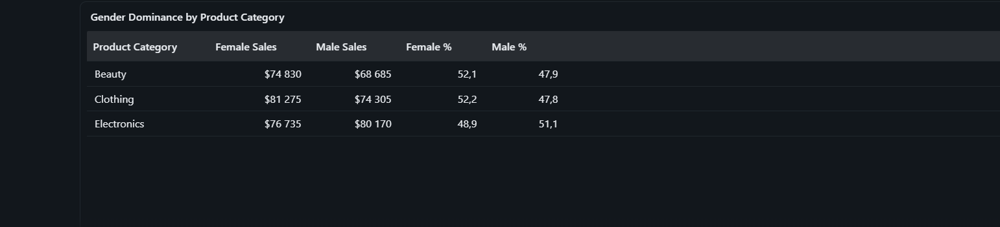 Gender Dominance by Product Category
Product Category Female Sales Male Sales Female % Male %
Beauty $74 830 $68 685 52,1 47,9
Clothing $81 275 $74 305 52,2 47,8
Electronics $76 735 $80 170 48,9 51,1